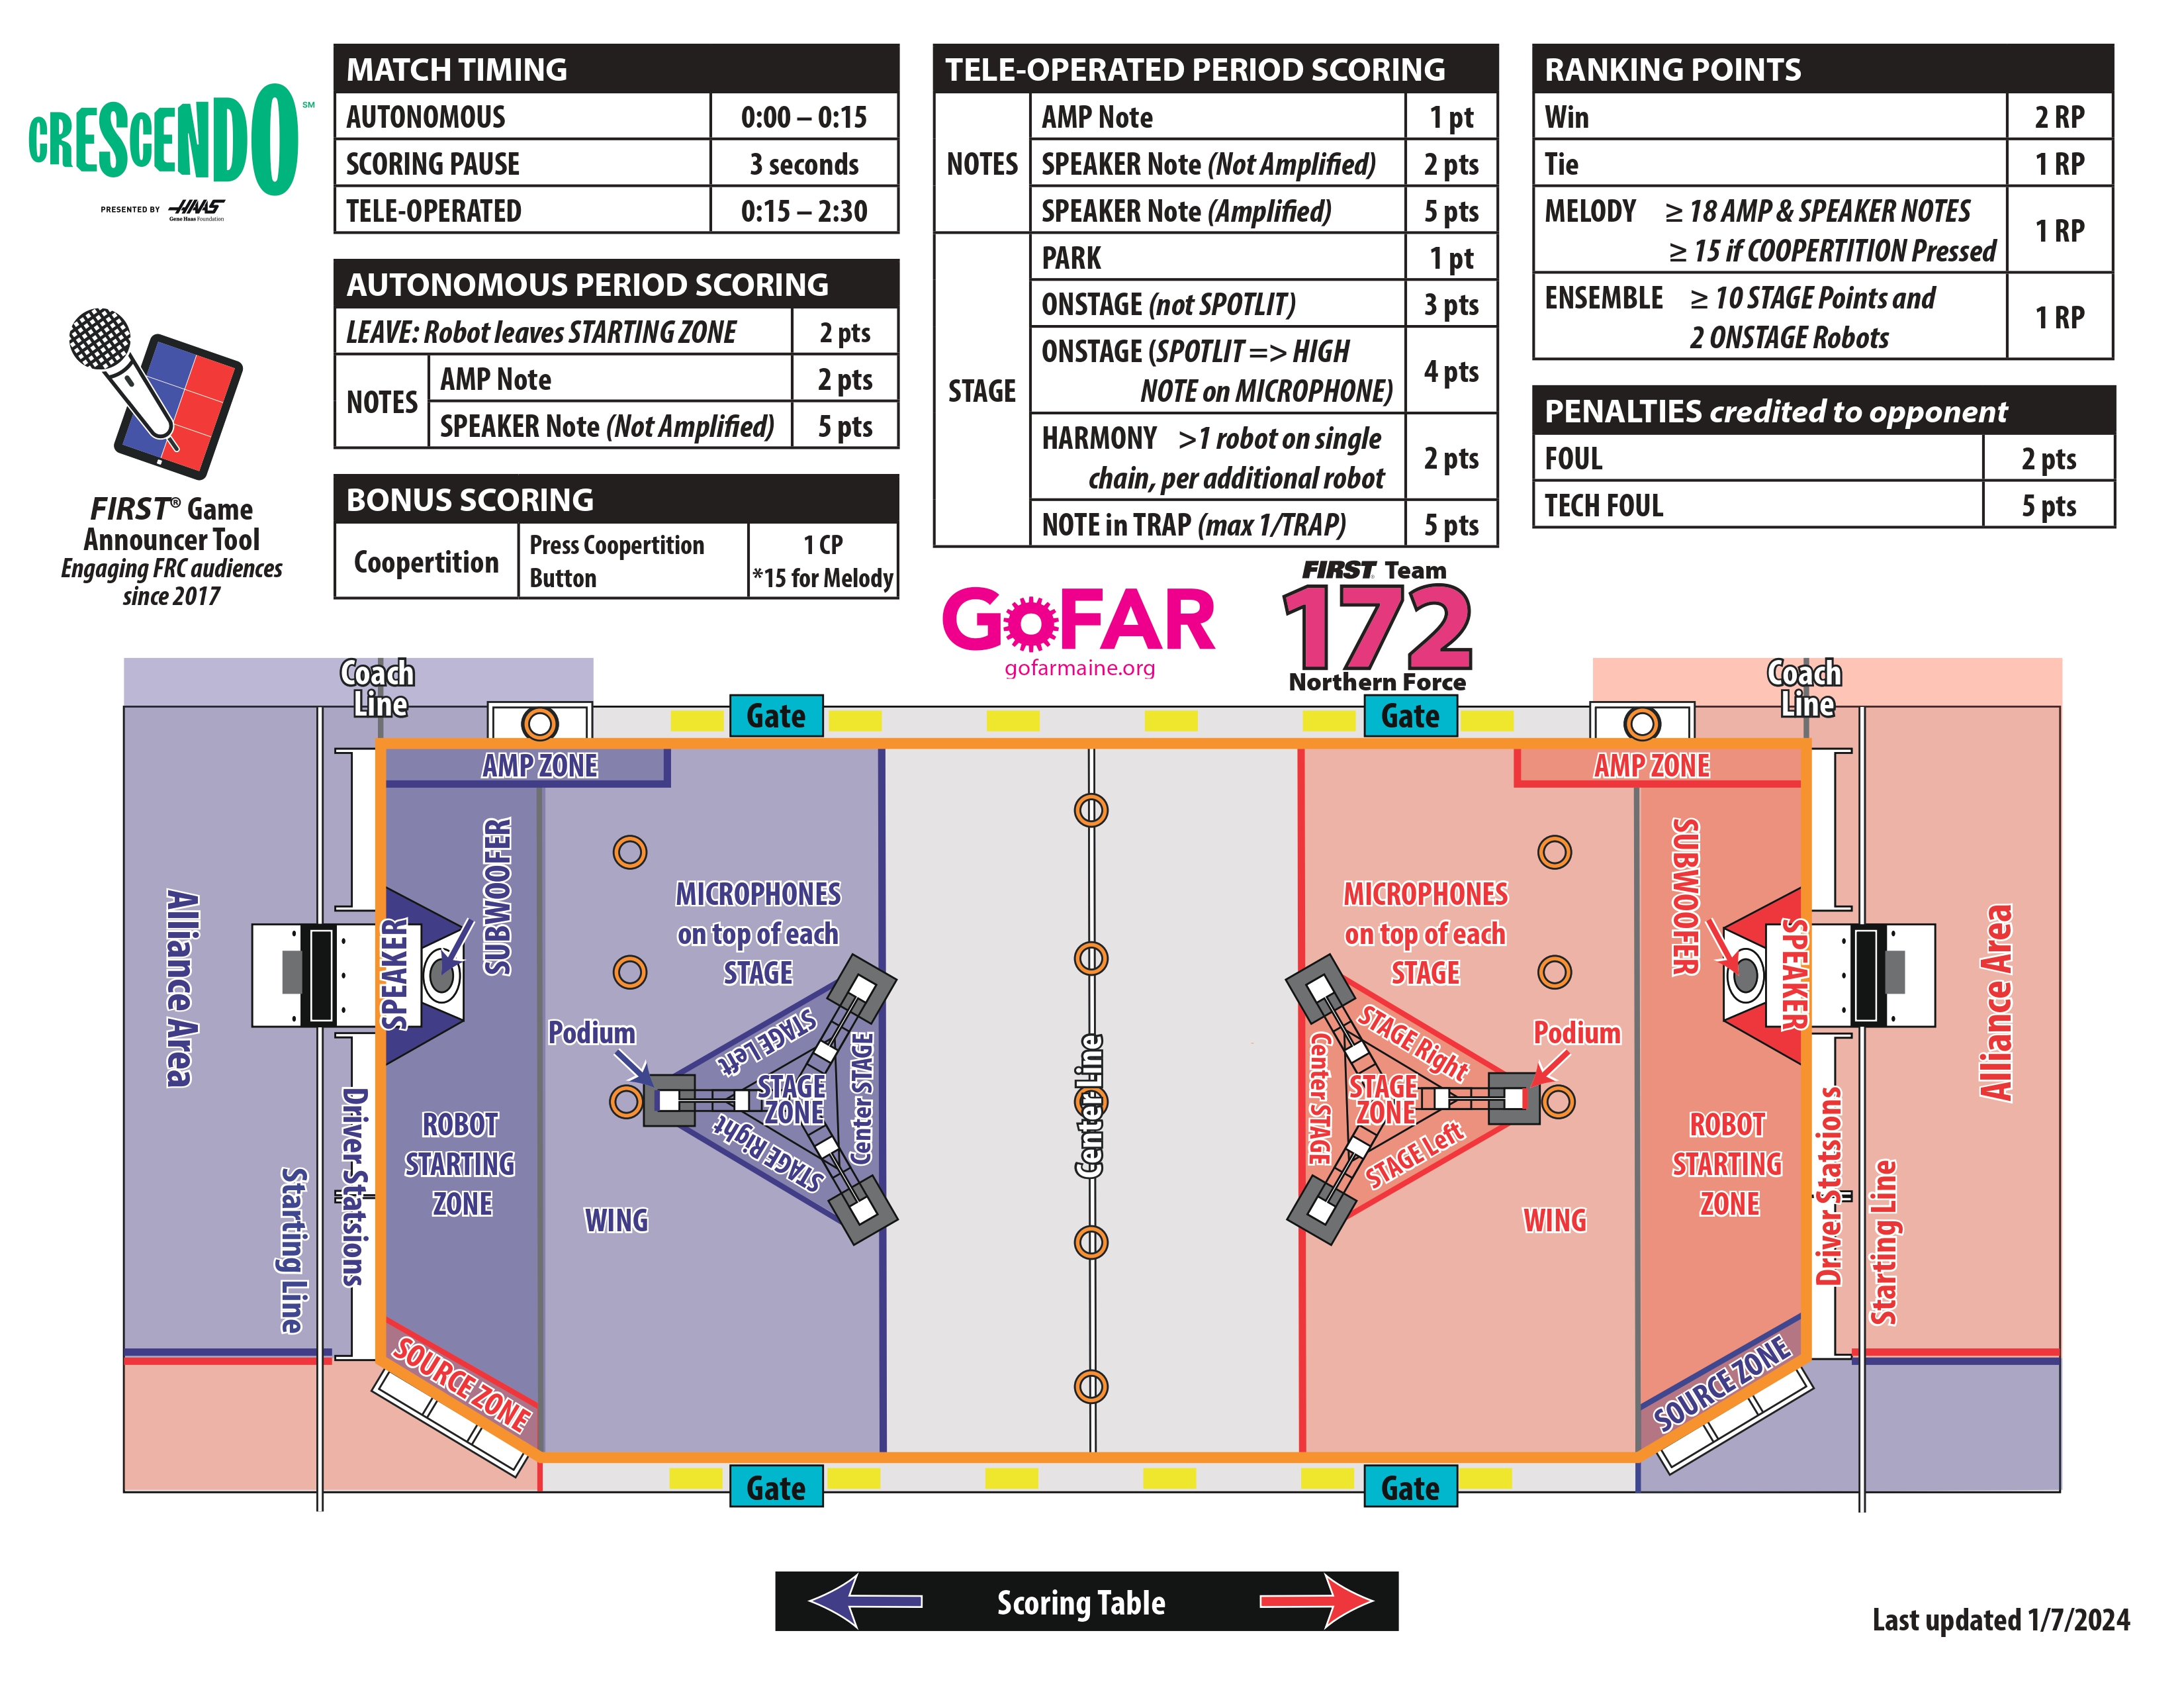 CRESCENDO℠
PRESENTED BY HAAS
Gene Haas Foundation
FIRST® Game
Announcer Tool
Engaging FRC audiences
since 2017
MATCH TIMING
AUTONOMOUS 0:00 – 0:15
SCORING PAUSE 3 seconds
TELE-OPERATED 0:15 – 2:30
AUTONOMOUS PERIOD SCORING
LEAVE: Robot leaves STARTING ZONE 2 pts
NOTES
AMP Note 2 pts
SPEAKER Note (Not Amplified) 5 pts
BONUS SCORING
Coopertition
Press Coopertition
Button
1 CP
*15 for Melody
TELE-OPERATED PERIOD SCORING
NOTES
AMP Note 1 pt
SPEAKER Note (Not Amplified) 2 pts
SPEAKER Note (Amplified) 5 pts
STAGE
PARK 1 pt
ONSTAGE (not SPOTLIT) 3 pts
ONSTAGE (SPOTLIT => HIGH
NOTE on MICROPHONE) 4 pts
HARMONY >1 robot on single
chain, per additional robot 2 pts
NOTE in TRAP (max 1/TRAP) 5 pts
RANKING POINTS
Win 2 RP
Tie 1 RP
MELODY ≥ 18 AMP & SPEAKER NOTES
≥ 15 if COOPERTITION Pressed
1 RP
ENSEMBLE ≥ 10 STAGE Points and
2 ONSTAGE Robots
1 RP
PENALTIES credited to opponent
FOUL 2 pts
TECH FOUL 5 pts
GoFAR
gofarmaine.org
FIRST Team
172
Northern Force
Coach
Line
Gate
Gate
Coach
Line
AMP ZONE
AMP ZONE
Alliance Area
Starting Line
Driver Statsions
SPEAKER
SUBWOOFER
MICROPHONES
on top of each
STAGE
Podium
STAGE Left
STAGE
ZONE
Center STAGE
STAGE Right
ROBOT
STARTING
ZONE
WING
SOURCE ZONE
Center Line
MICROPHONES
on top of each
STAGE
Podium
STAGE Right
STAGE
ZONE
Center STAGE
STAGE Left
WING
SUBWOOFER
SPEAKER
ROBOT
STARTING
ZONE
Driver Statsions
Starting Line
Alliance Area
SOURCE ZONE
Gate
Gate
Scoring Table
Last updated 1/7/2024